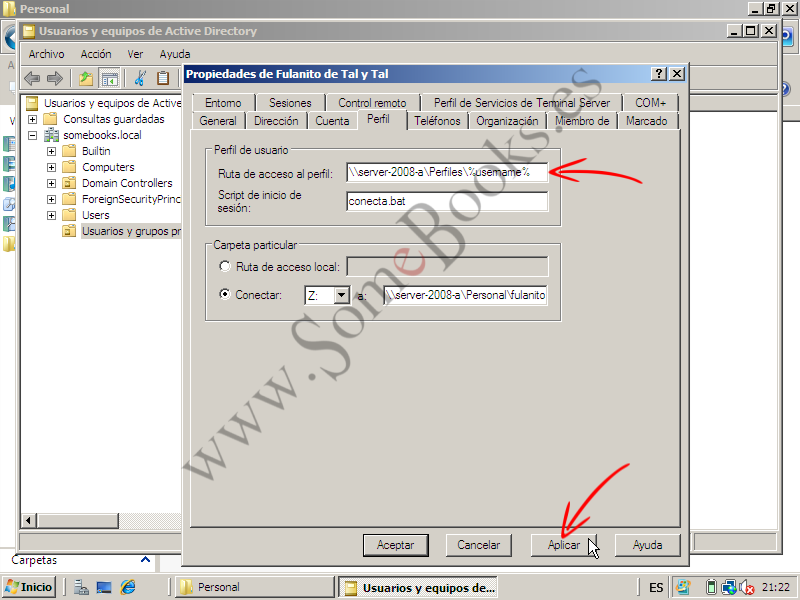 Personal
Usuarios y equipos de Active Directory
Archivo Acción Ver Ayuda
Usuarios y equipos de Active
Consultas guardadas
somebooks.local
Builtin
Computers
Domain Controllers
ForeignSecurityPrinc
Users
Usuarios y grupos pr
Propiedades de Fulanito de Tal y Tal
Entorno Sesiones Control remoto Perfil de Servicios de Terminal Server COM+
General Dirección Cuenta Perfil Teléfonos Organización Miembro de Marcado
Perfil de usuario
Ruta de acceso al perfil: \\server-2008-a\Perfiles\%username%
Script de inicio de
sesión: conecta.bat
Carpeta particular
Ruta de acceso local:
Conectar: Z: a: \\server-2008-a\Personal\fulanito
www.SomeBooks.es
Aceptar Cancelar Aplicar Ayuda
Carpetas
Inicio Personal Usuarios y equipos de... ES 21:22